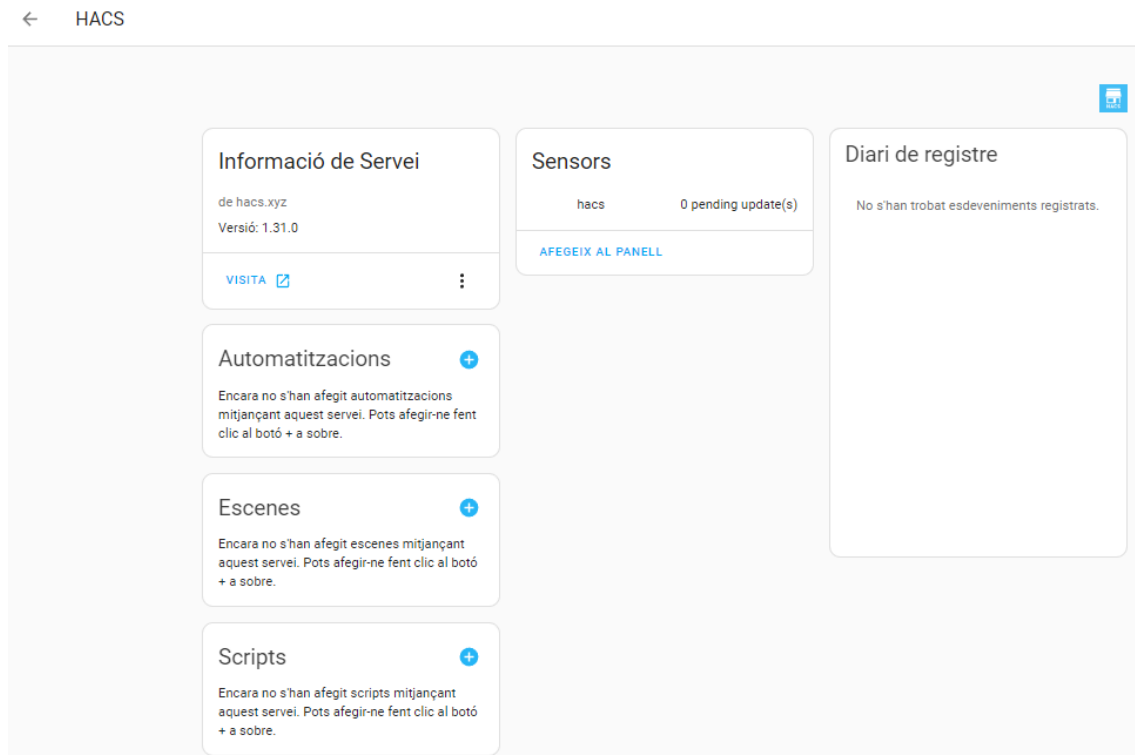 HACS
HACS
Informació de Servei
de hacs.xyz
Versió: 1.31.0
VISITA
Automatitzacions
Encara no s'han afegit automatitzacions
mitjançant aquest servei. Pots afegir-ne fent
clic al botó + a sobre.
Escenes
Encara no s'han afegit escenes mitjançant
aquest servei. Pots afegir-ne fent clic al botó
+ a sobre.
Scripts
Encara no s'han afegit scripts mitjançant
aquest servei. Pots afegir-ne fent clic al botó
+ a sobre.
Sensors
hacs 0 pending update(s)
AFEGEIX AL PANELL
Diari de registre
No s'han trobat esdeveniments registrats.